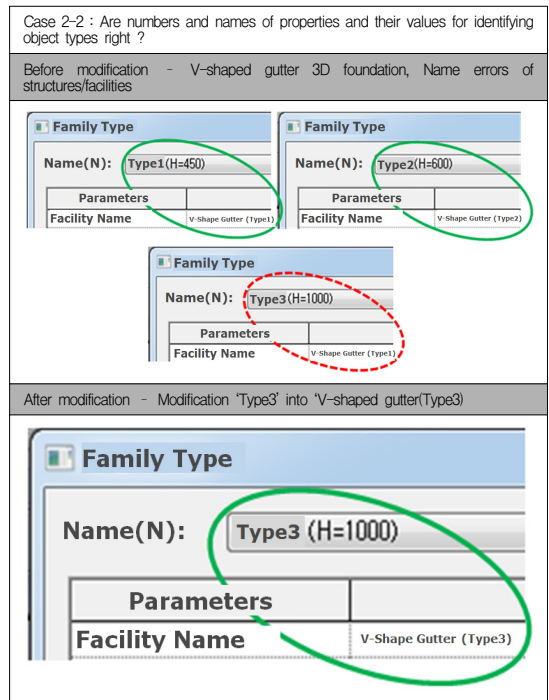 Case 2-2 : Are numbers and names of properties and their values for identifying
object types right ?
Before modification - V-shaped gutter 3D foundation, Name errors of
structures/facilities
Family Type
Name(N): Type1(H=450)
Parameters
Facility Name V-Shape Gutter (Type1)
Family Type
Name(N): Type2(H=600)
Parameters
Facility Name V-Shape Gutter (Type2)
Family Type
Name(N): Type3(H=1000)
Parameters
Facility Name V-Shape Gutter (Type1)
After modification - Modification 'Type3' into 'V-shaped gutter(Type3)
Family Type
Name(N): Type3 (H=1000)
Parameters
Facility Name V-Shape Gutter (Type3)